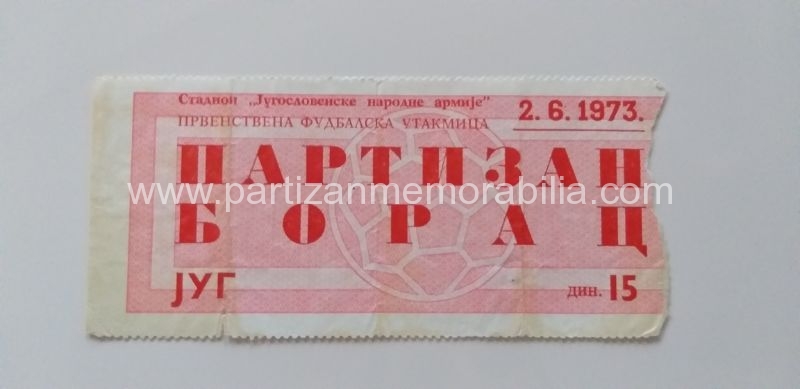 Стадион „Југословенске народне армије”
2. 6. 1973.
ПРВЕНСТВЕНА ФУДБАЛСКА УТАКМИЦА
ПАРТИЗАН
www.partizanmemorabilia.com
БОРАЦ
ЈУГ
дин. 15